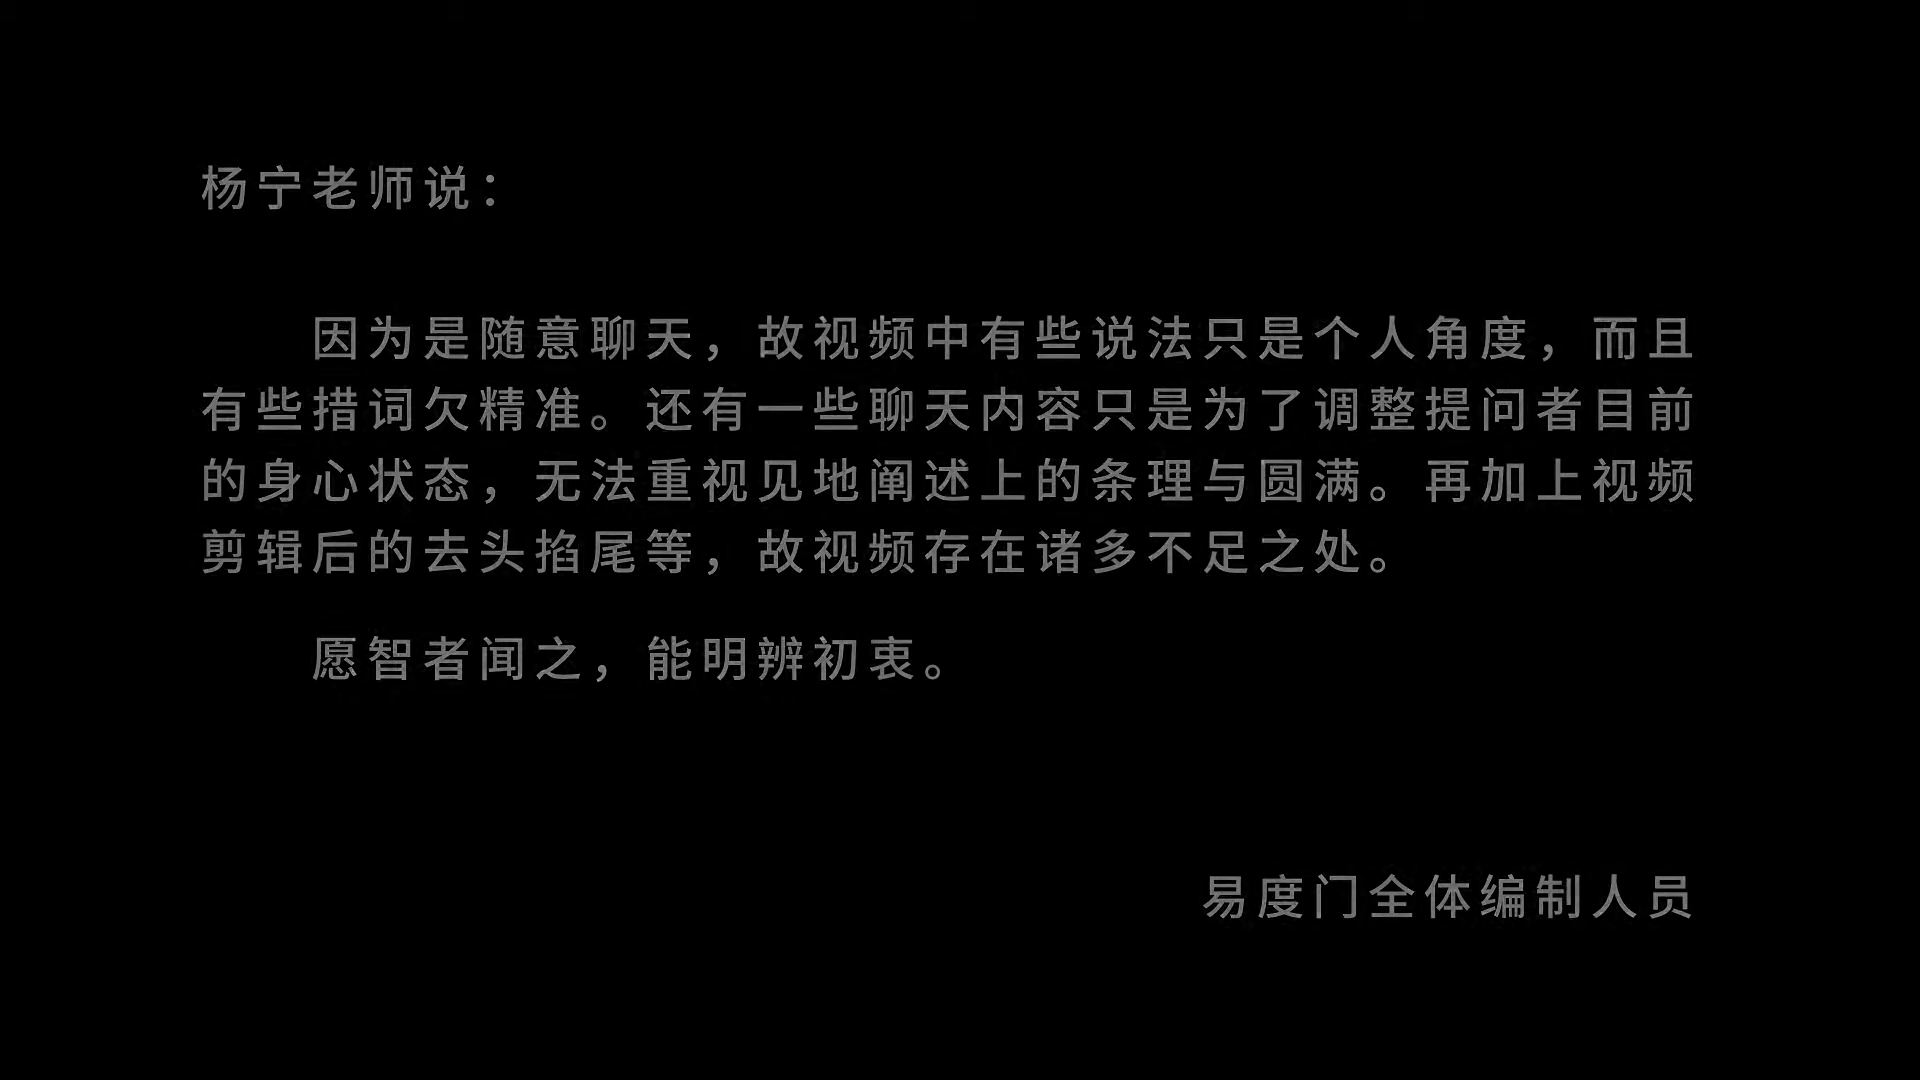 杨宁老师说：
因为是随意聊天，故视频中有些说法只是个人角度，而且
有些措词欠精准。还有一些聊天内容只是为了调整提问者目前
的身心状态，无法重视见地阐述上的条理与圆满。再加上视频
剪辑后的去头掐尾等，故视频存在诸多不足之处。
愿智者闻之，能明辨初衷。
易度门全体编制人员